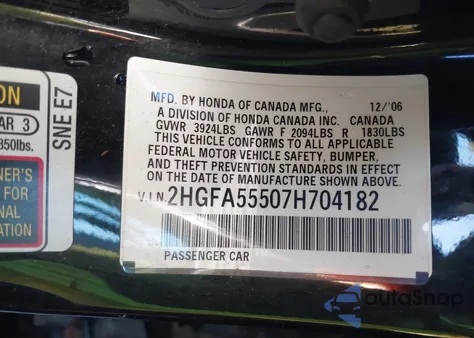 ON
AR 3
850lbs.
SNE E7
NER'S
FOR
NAL
ATION
MFD. BY HONDA OF CANADA MFG., 12/'06
A DIVISION OF HONDA CANADA INC. CANADA
GVWR 3924LBS GAWR F 2094LBS R 1830LBS
THIS VEHICLE CONFORMS TO ALL APPLICABLE
FEDERAL MOTOR VEHICLE SAFETY, BUMPER,
AND THEFT PREVENTION STANDARDS IN EFFECT ON
THE DATE OF MANUFACTURE SHOWN ABOVE.
V.I.N. 2HGFA55507H704182
PASSENGER CAR
autoSnap